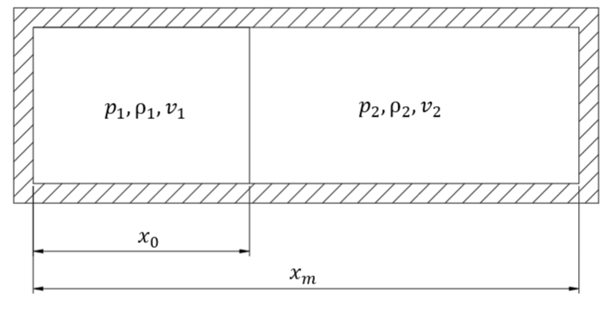 p₁, ρ₁, v₁
p₂, ρ₂, v₂
x₀
xₘ